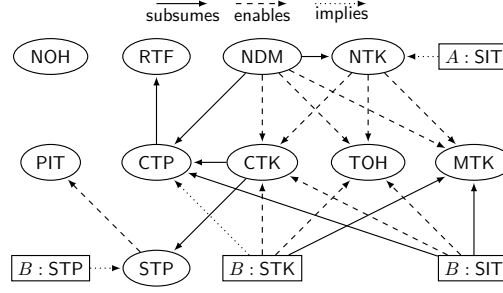 subsumes enables implies
NOH RTF NDM NTK A : SIT
PIT CTP CTK TOH MTK
B : STP STP B : STK B : SIT